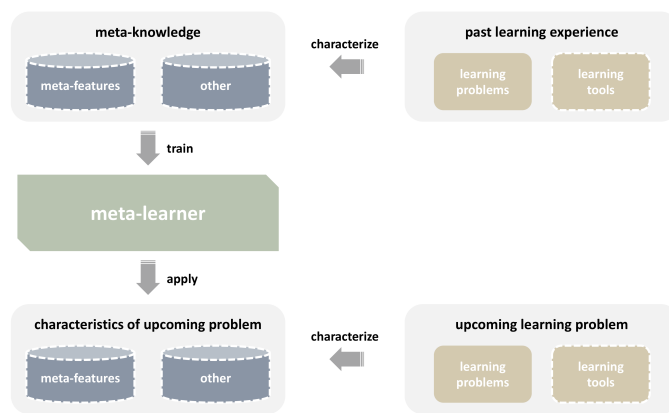 meta-knowledge
meta-features
other
characterize
past learning experience
learning
problems
learning
tools
train
meta-learner
apply
characteristics of upcoming problem
meta-features
other
characterize
upcoming learning problem
learning
problems
learning
tools